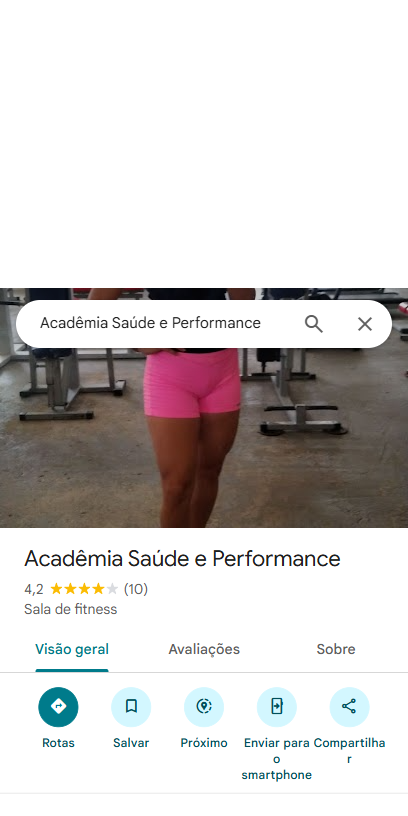 Acadêmia Saúde e Performance
Acadêmia Saúde e Performance
4,2 (10)
Sala de fitness
Visão geral Avaliações Sobre
Rotas Salvar Próximo Enviar para o smartphone Compartilhar